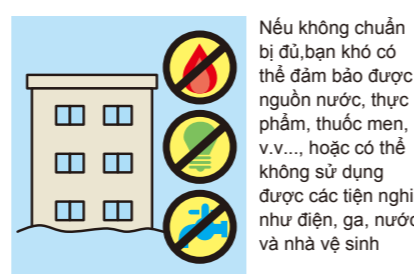 Nếu không chuẩn
bị đủ,bạn khó có
thể đảm bảo được
nguồn nước, thực
phẩm, thuốc men,
v.v..., hoặc có thể
không sử dụng
được các tiện nghi
như điện, ga, nước
và nhà vệ sinh